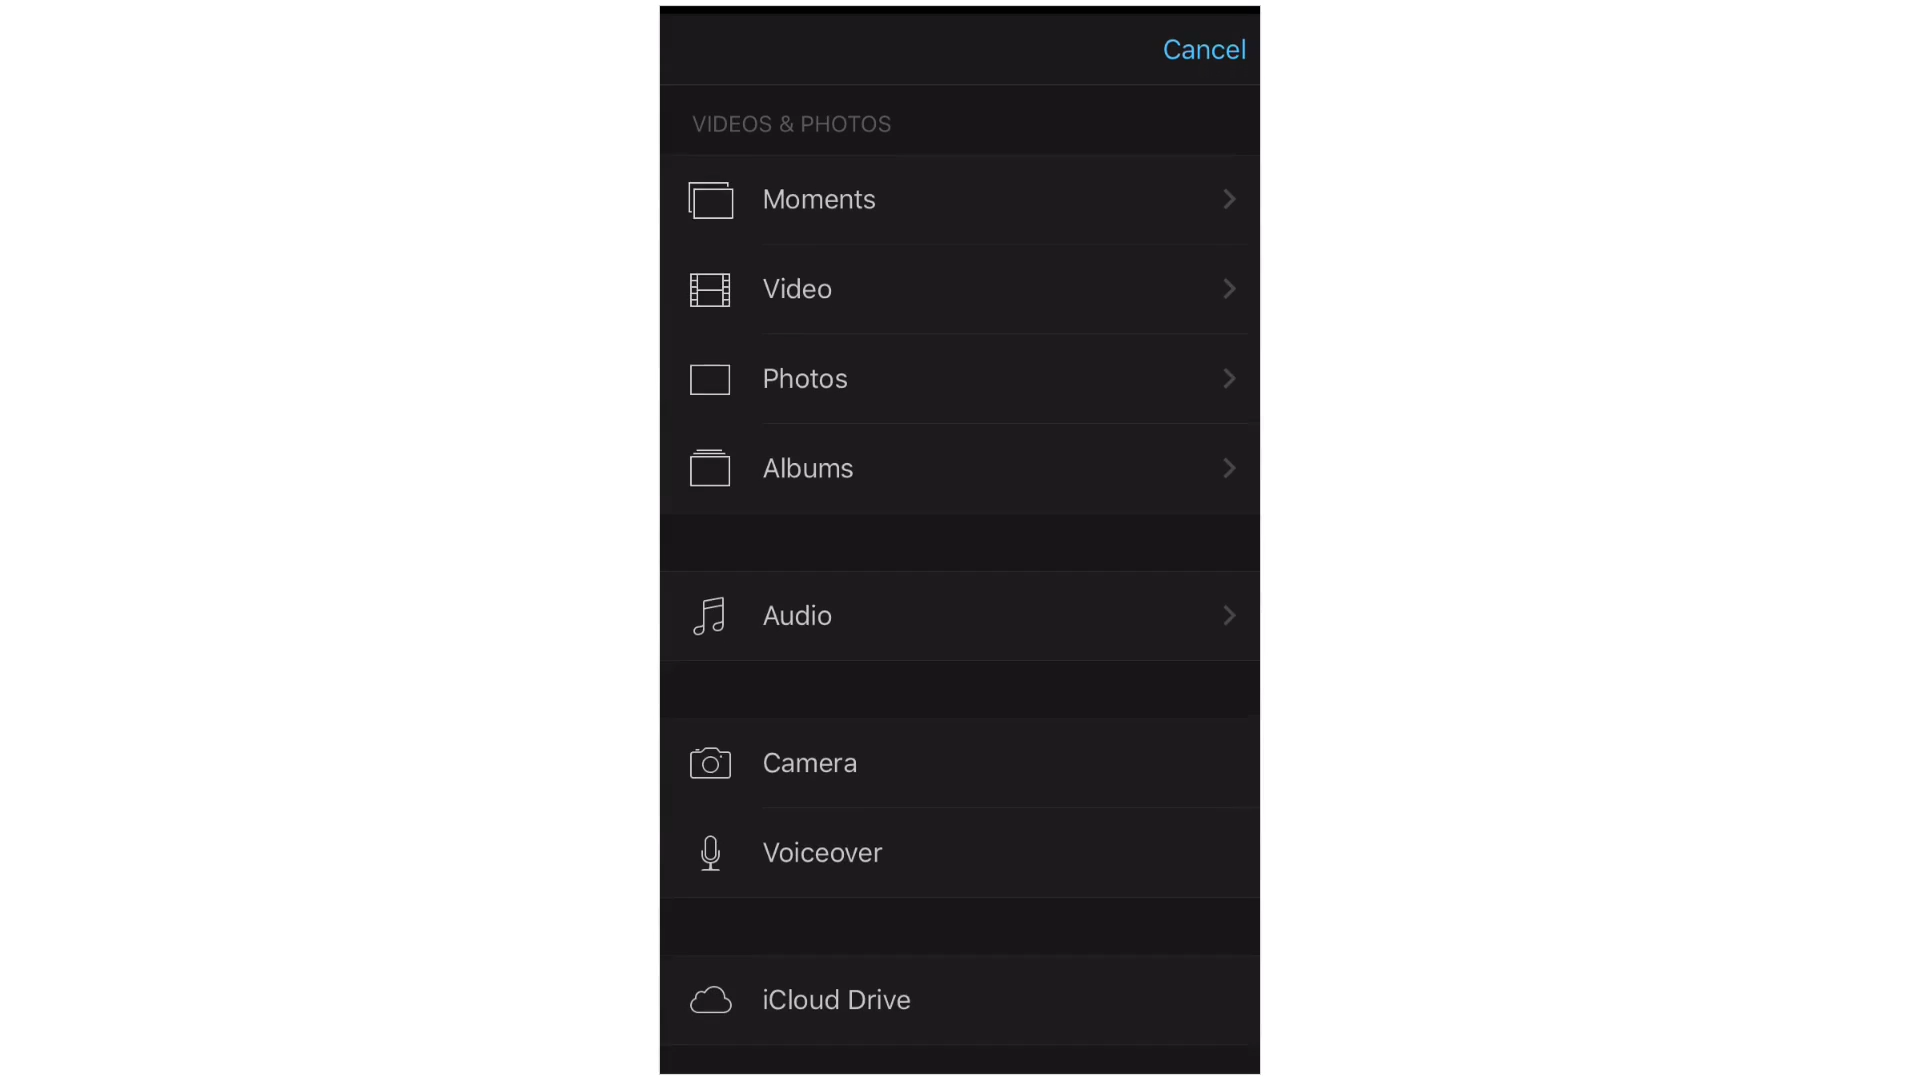 Cancel
VIDEOS & PHOTOS
Moments
Video
Photos
Albums
Audio
Camera
Voiceover
iCloud Drive